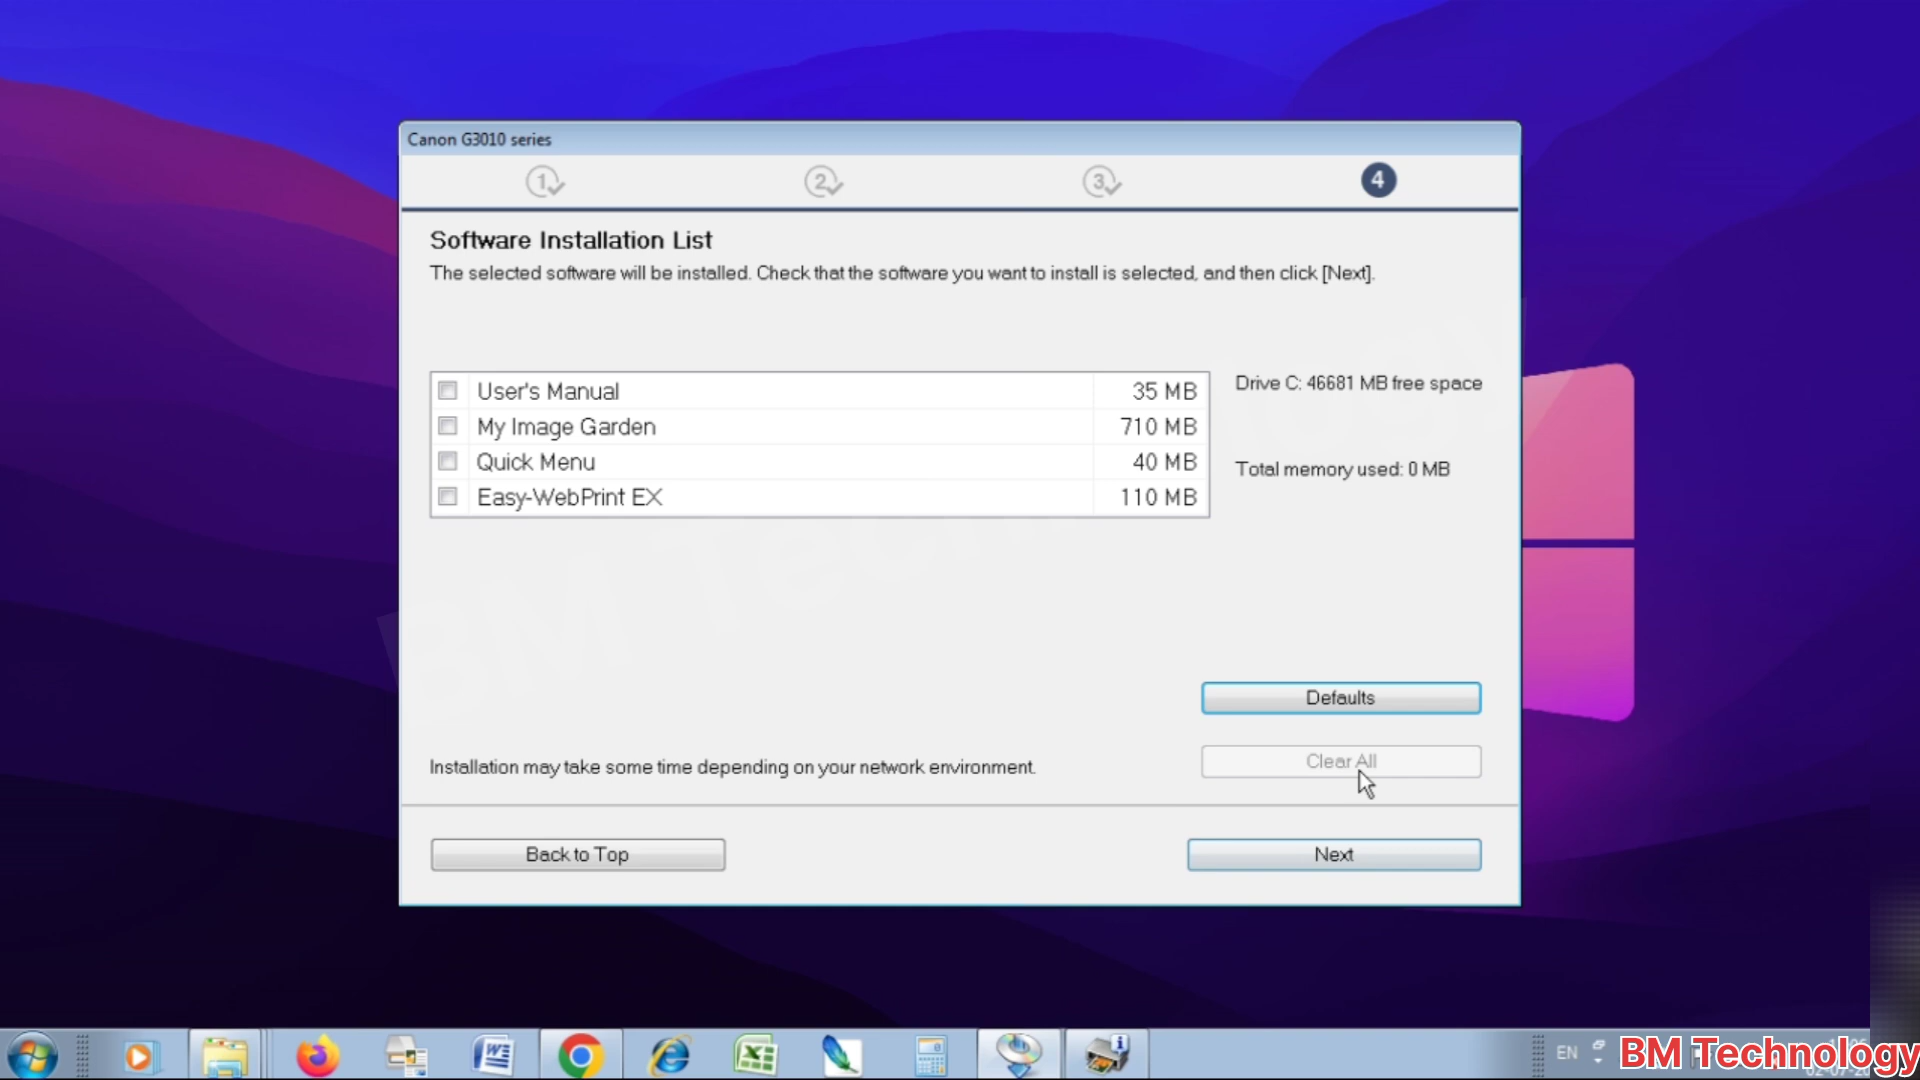 Canon G3010 series
1
2
3
4
Software Installation List
The selected software will be installed. Check that the software you want to install is selected, and then click [Next].
User's Manual 35 MB
My Image Garden 710 MB
Quick Menu 40 MB
Easy-WebPrint EX 110 MB
Drive C: 46681 MB free space
Total memory used: 0 MB
BM Tech
Defaults
Installation may take some time depending on your network environment.
Clear All
Back to Top
Next
EN
BM Technology